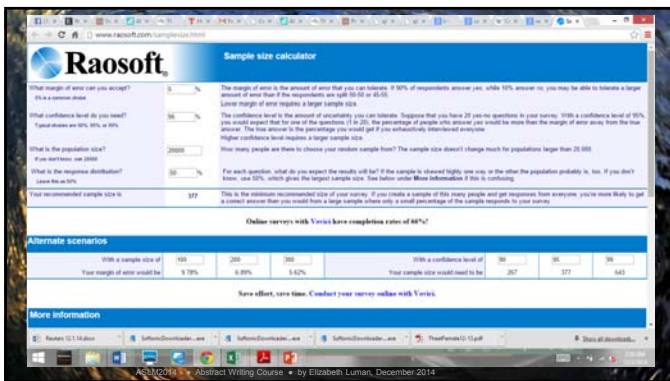 www.raosoft.com/samplesize.html
Raosoft
Sample size calculator
What margin of error can you accept?
5 %
5% is a common choice
The margin of error is the amount of error that you can tolerate. If 90% of respondents answer yes, while 10% answer no, you may be able to tolerate a larger
amount of error than if the respondents are split 50-50 or 45-55.
Lower margin of error requires a larger sample size.
What confidence level do you need?
%
Typical choices are 90%, 95%, or 99%
The confidence level is the amount of uncertainty you can tolerate. Suppose that you have 20 yes-no questions in your survey. With a confidence level of 95%,
you would expect that for one of the questions (1 in 20), the percentage of people who answer yes would be more than the margin of error away from the true
answer. The true answer is the percentage you would get if you exhaustively interviewed everyone.
Higher confidence level requires a larger sample size.
What is the population size?
20000
If you don't know, use 20000
How many people are there to choose your random sample from? The sample size doesn't change much for populations larger than 20,000.
What is the response distribution?
50 %
Leave this as 50%
For each question, what do you expect the results will be? If the sample is skewed highly one way or the other, the population probably is, too. If you don't
know, use 50%, which gives the largest sample size. See below under More information if this is confusing.
Your recommended sample size is
377
This is the minimum recommended size of your survey. If you create a sample of this many people and get responses from everyone, you're more likely to get
a correct answer than you would from a large sample where only a small percentage of the sample responds to your survey.
Online surveys with Vovici have completion rates of 66%!
Alternate scenarios
With a sample size of 100 200 300
With a confidence level of 90 95 99
Your margin of error would be 9.78% 6.89% 5.62%
Your sample size would need to be 267 377 643
Save effort, save time. Conduct your survey online with Vovici.
More information
Reuters 12.1.14.docx
SoftonicDownloader....exe
SoftonicDownloader....exe
SoftonicDownloader....exe
ThreatFemale12-13.pdf
Show all downloads...
ASLM2014 ● Abstract Writing Course ● by Elizabeth Luman, December 2014